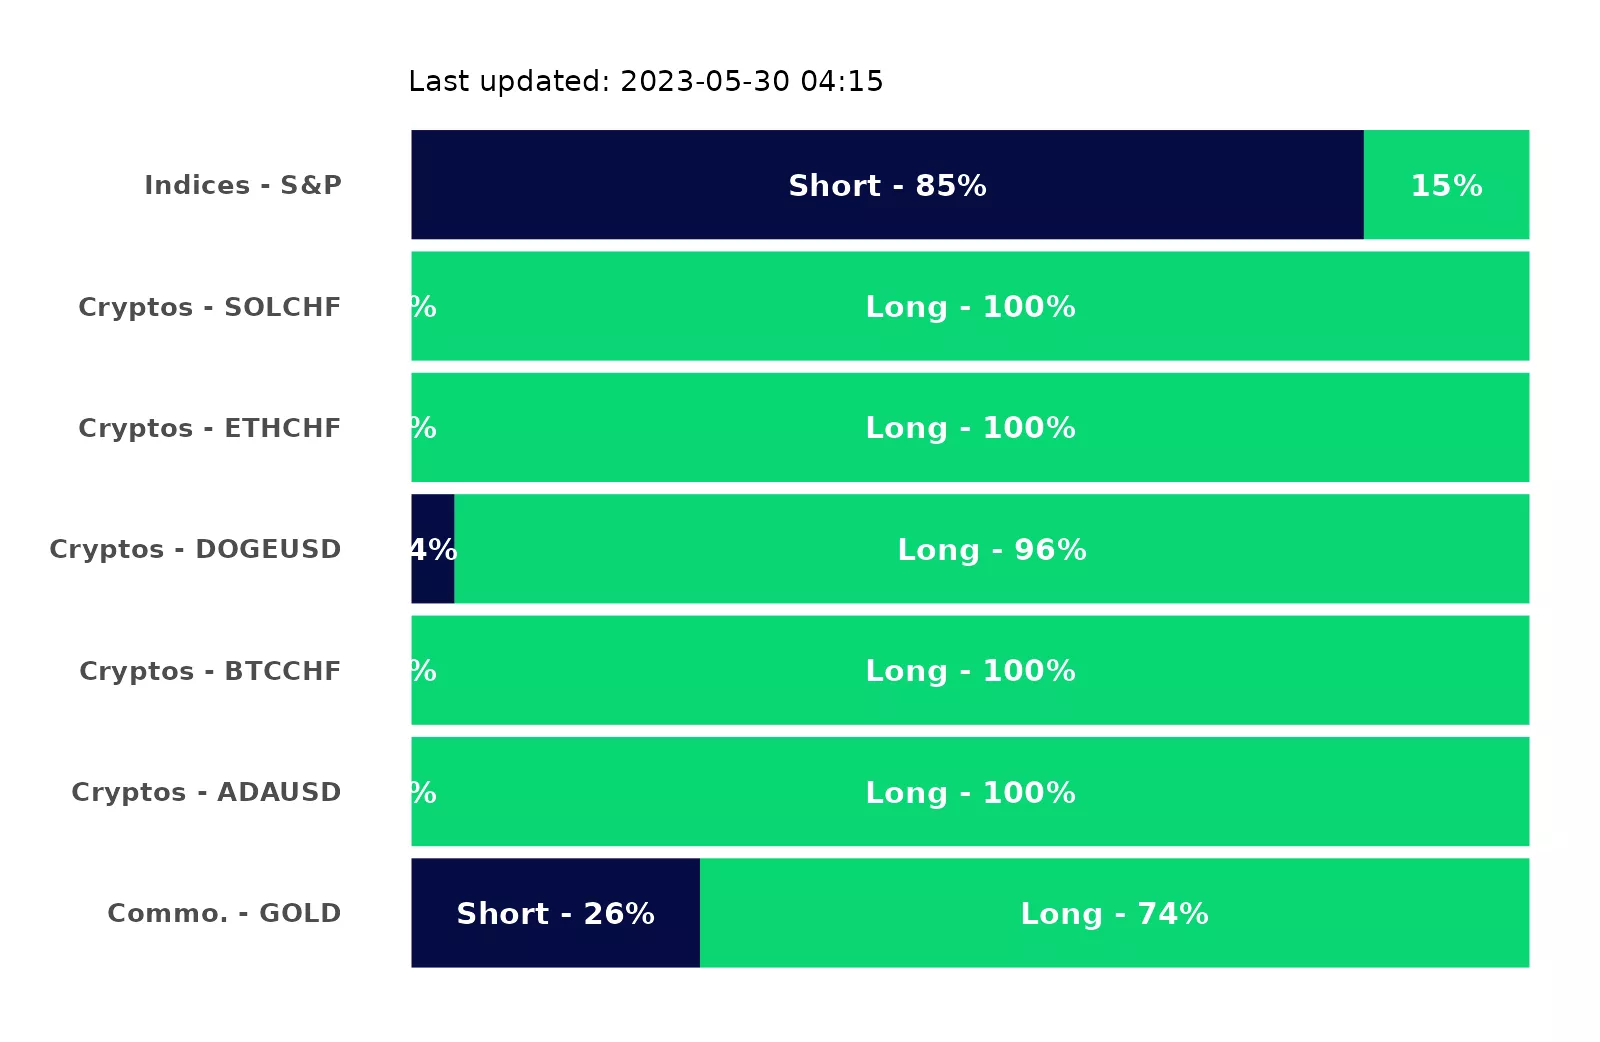 Last updated: 2023-05-30 04:15
Indices - S&P Short - 85% 15%
Cryptos - SOLCHF % Long - 100%
Cryptos - ETHCHF % Long - 100%
Cryptos - DOGEUSD 4% Long - 96%
Cryptos - BTCCHF % Long - 100%
Cryptos - ADAUSD % Long - 100%
Commo. - GOLD Short - 26% Long - 74%